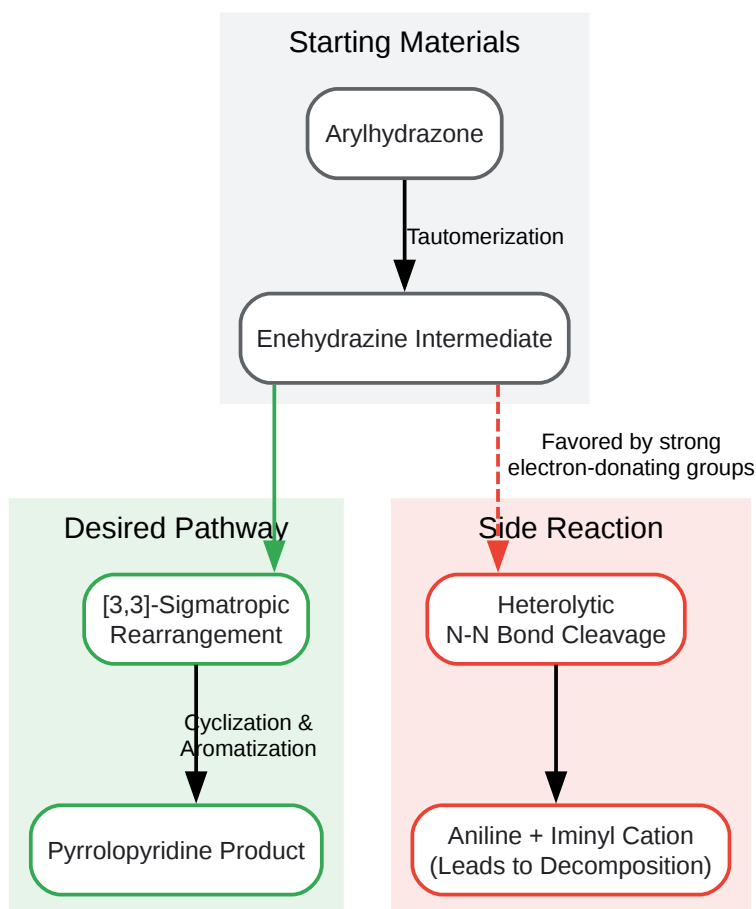 Starting Materials
Arylhydrazone
Tautomerization
Enehydrazine Intermediate
Favored by strong
electron-donating groups
Desired Pathway
[3,3]-Sigmatropic
Rearrangement
Cyclization &
Aromatization
Pyrrolopyridine Product
Side Reaction
Heterolytic
N-N Bond Cleavage
Aniline + Iminyl Cation
(Leads to Decomposition)